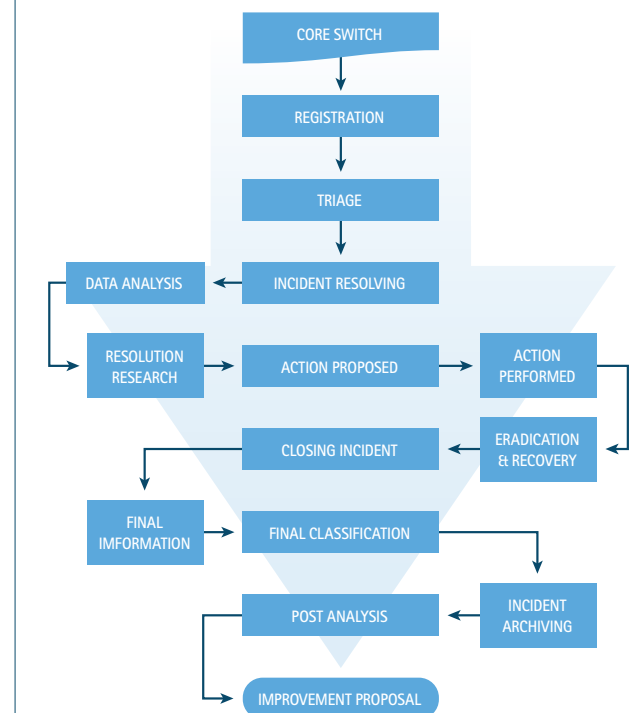 CORE SWITCH
REGISTRATION
TRIAGE
DATA ANALYSIS
INCIDENT RESOLVING
RESOLUTION
RESEARCH
ACTION PROPOSED
ACTION
PERFORMED
CLOSING INCIDENT
ERADICATION
& RECOVERY
FINAL
IMFORMATION
FINAL CLASSIFICATION
POST ANALYSIS
INCIDENT
ARCHIVING
IMPROVEMENT PROPOSAL